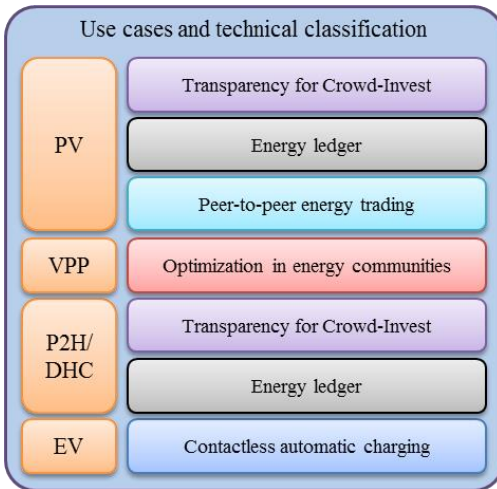 Use cases and technical classification
PV
Transparency for Crowd-Invest
Energy ledger
Peer-to-peer energy trading
VPP
Optimization in energy communities
P2H/
DHC
Transparency for Crowd-Invest
Energy ledger
EV
Contactless automatic charging